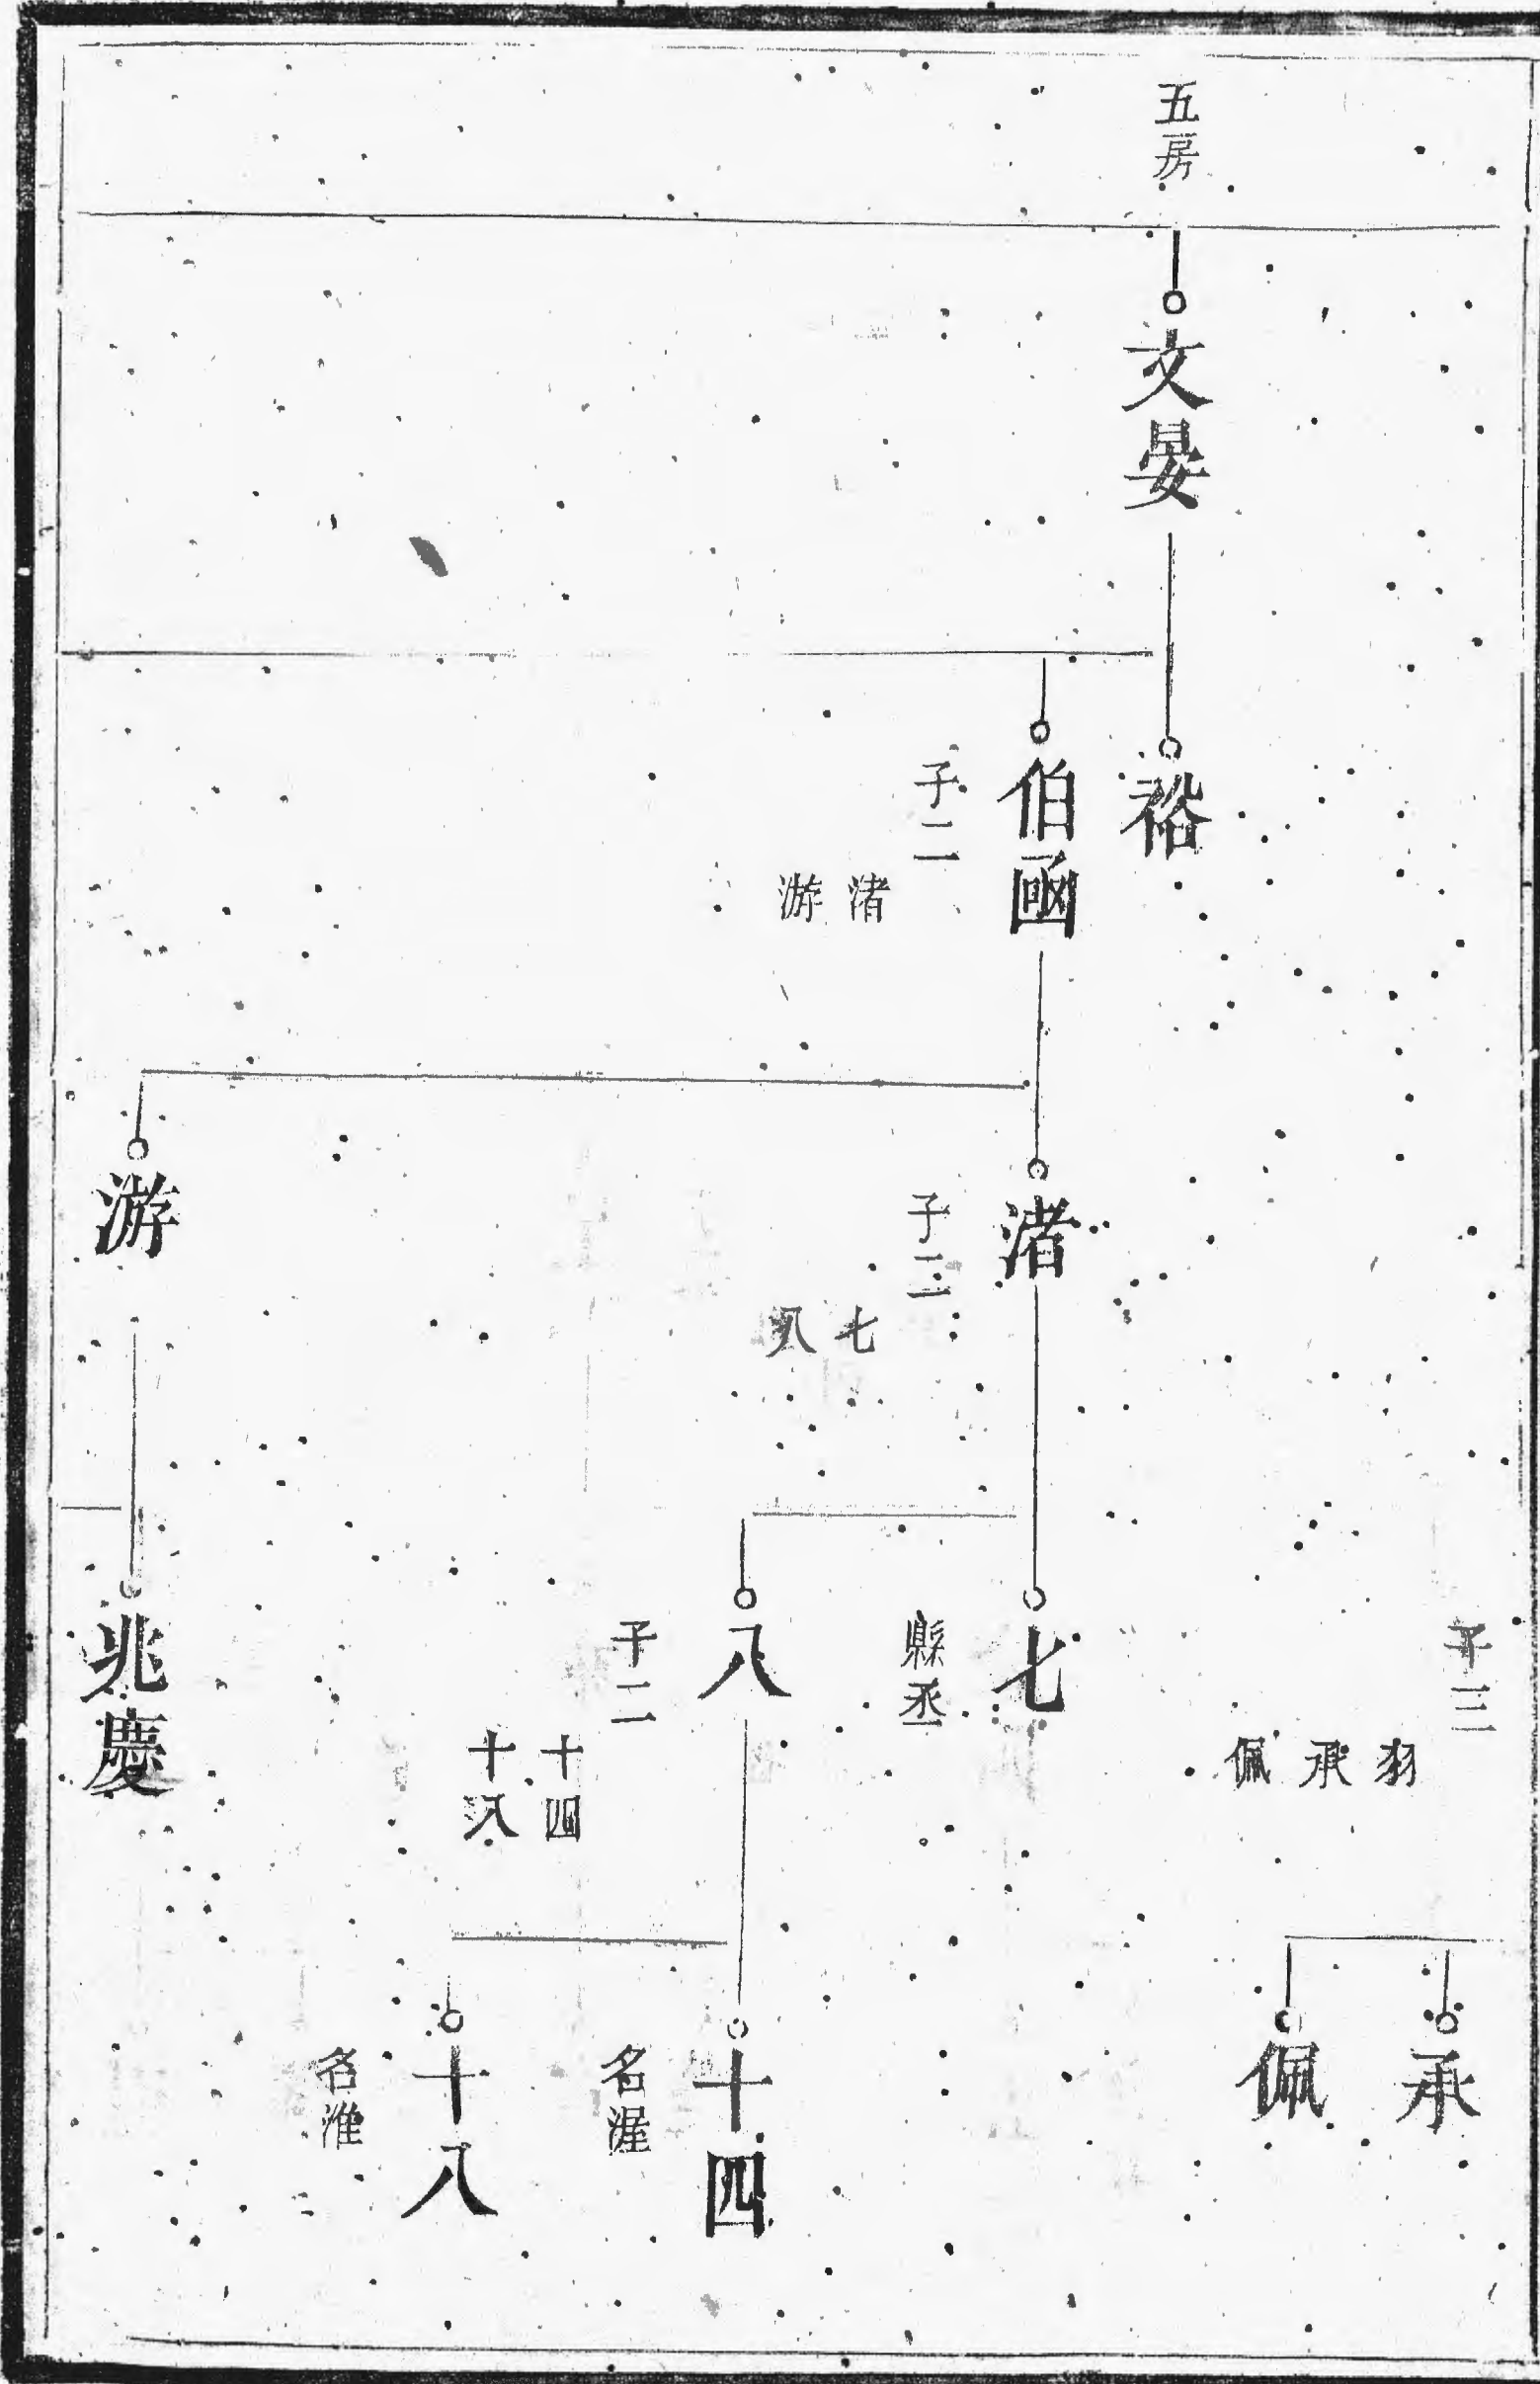 五房
文晏
裕
伯圅
子二
渚
游
渚
子二
七
八
游
子三
羽
承
佩
七
縣丞
八
子二
十四
十八
兆慶
承
佩
十四
名渥
十八
名淮